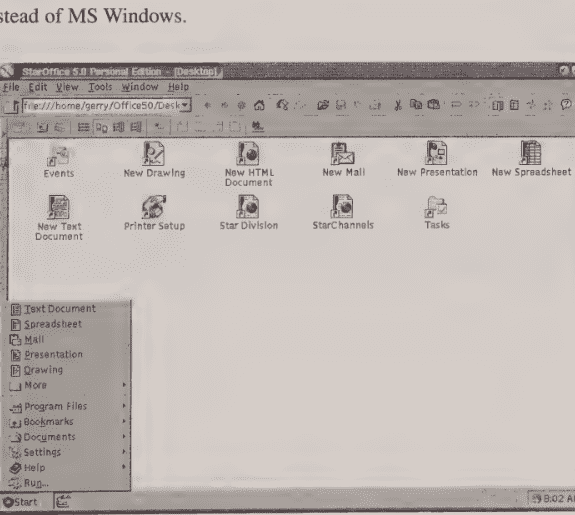 stead of MS Windows.
StarOffice 5.0 Personal Edition - [Desktop]
File Edit View Tools Window Help
file:///home/gerry/Office50/Desk
Events New Drawing New HTML Document New Mail New Presentation New Spreadsheet
New Text Document Printer Setup Star Division StarChannels Tasks
Text Document
Spreadsheet
Mail
Presentation
Drawing
More
Program Files
Bookmarks
Documents
Settings
Help
Run...
Start 8:02 AM